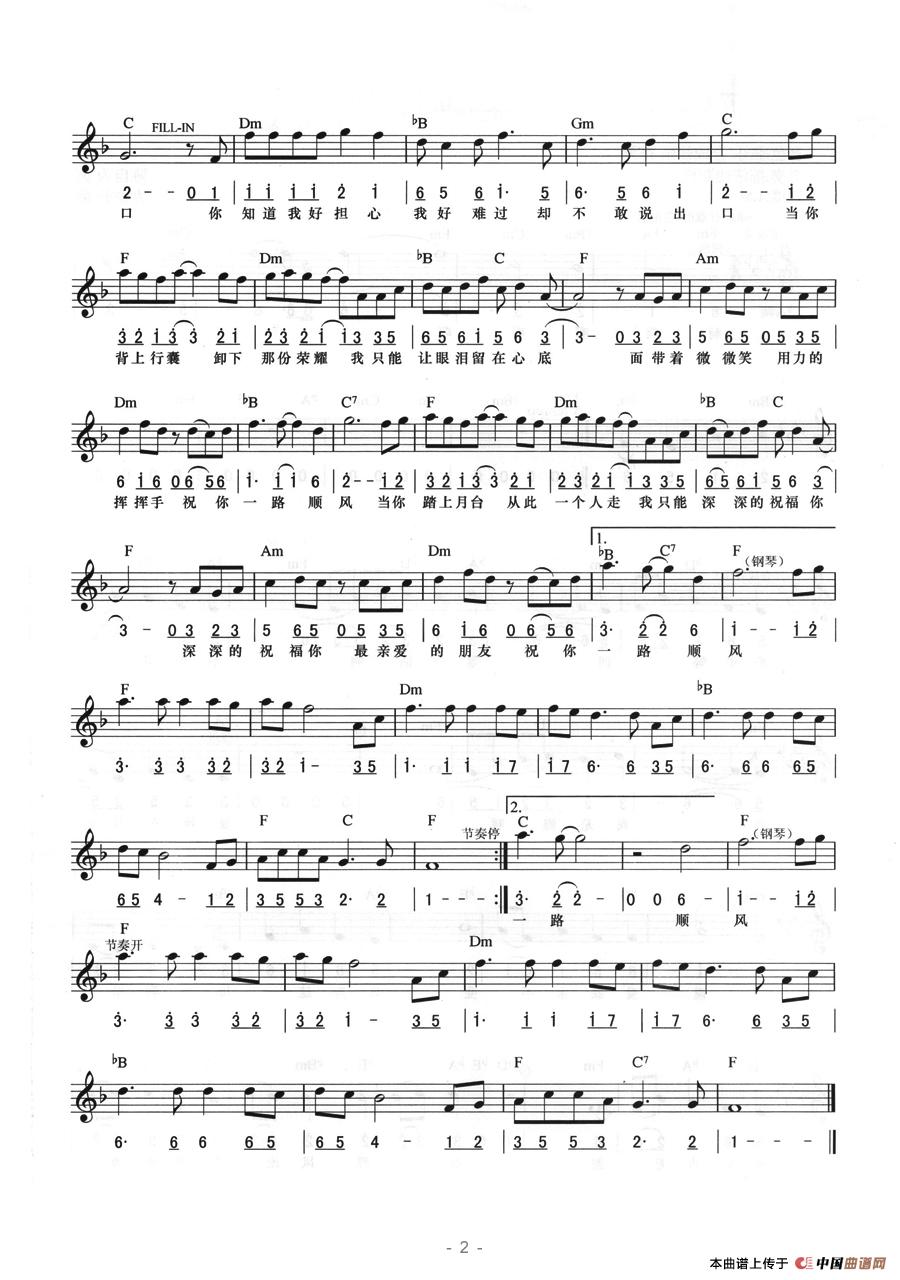 C FILL-IN Dm ♭B Gm C
2 - - 0 1 | i i i i 2 i | 6 5 6 i· 5 | 6· 5 6 i | 2 - - i 2 |
口 你 知道我好担心 我好难过却 不敢说出 口 当你
F Dm ♭B C F Am
3 2 i 3 3 2 i | 2 3 2 i i 3 3 5 | 6 5 6 i 5 6 3 | 3 - 0 3 2 3 | 5 6 5 0 5 3 5 |
背上行囊 卸下 那份荣耀 我只能 让眼泪留在心底 面带着 微微笑 用力的
Dm ♭B C7 F Dm ♭B C
6 i 6 0 6 5 6 | i· i i 6 | 2 - - i 2 | 3 2 i 3 3 2 i | 2 3 2 i i 3 3 5 | 6 5 6 i 5 6 3 |
挥挥手 祝你一路顺风 当你 踏上月台 从此 一个人走 我只能 深深的祝福你
1.
F Am Dm ♭B C7 F (钢琴)
3 - 0 3 2 3 | 5 6 5 0 5 3 5 | 6 i 6 0 6 5 6 | 3· 2 2 6 | i - - i 2 |
深深的 祝福你 最亲爱 的朋友 祝你 一路顺风
F Dm ♭B
3· 3 3 3 2 | 3 2 i - 3 5 | i· i i i 7 | i 7 6· 6 3 5 | 6· 6 6 6 5 |
2.
F C F 节奏停 C F (钢琴)
6 5 4 - 1 2 | 3 5 5 3 2· 2 | 1 - - - :| 3· 2 2 - | 0 0 6 - | i - - i 2 |
一路 顺 风
F Dm
节奏开
3· 3 3 3 2 | 3 2 i - 3 5 | i· i i i 7 | i 7 6· 6 3 5 |
♭B F C7 F
6· 6 6 6 5 | 6 5 4 - 1 2 | 3 5 5 3 2· 2 | 1 - - - ‖
- 2 -
本曲谱上传于 中国曲谱网